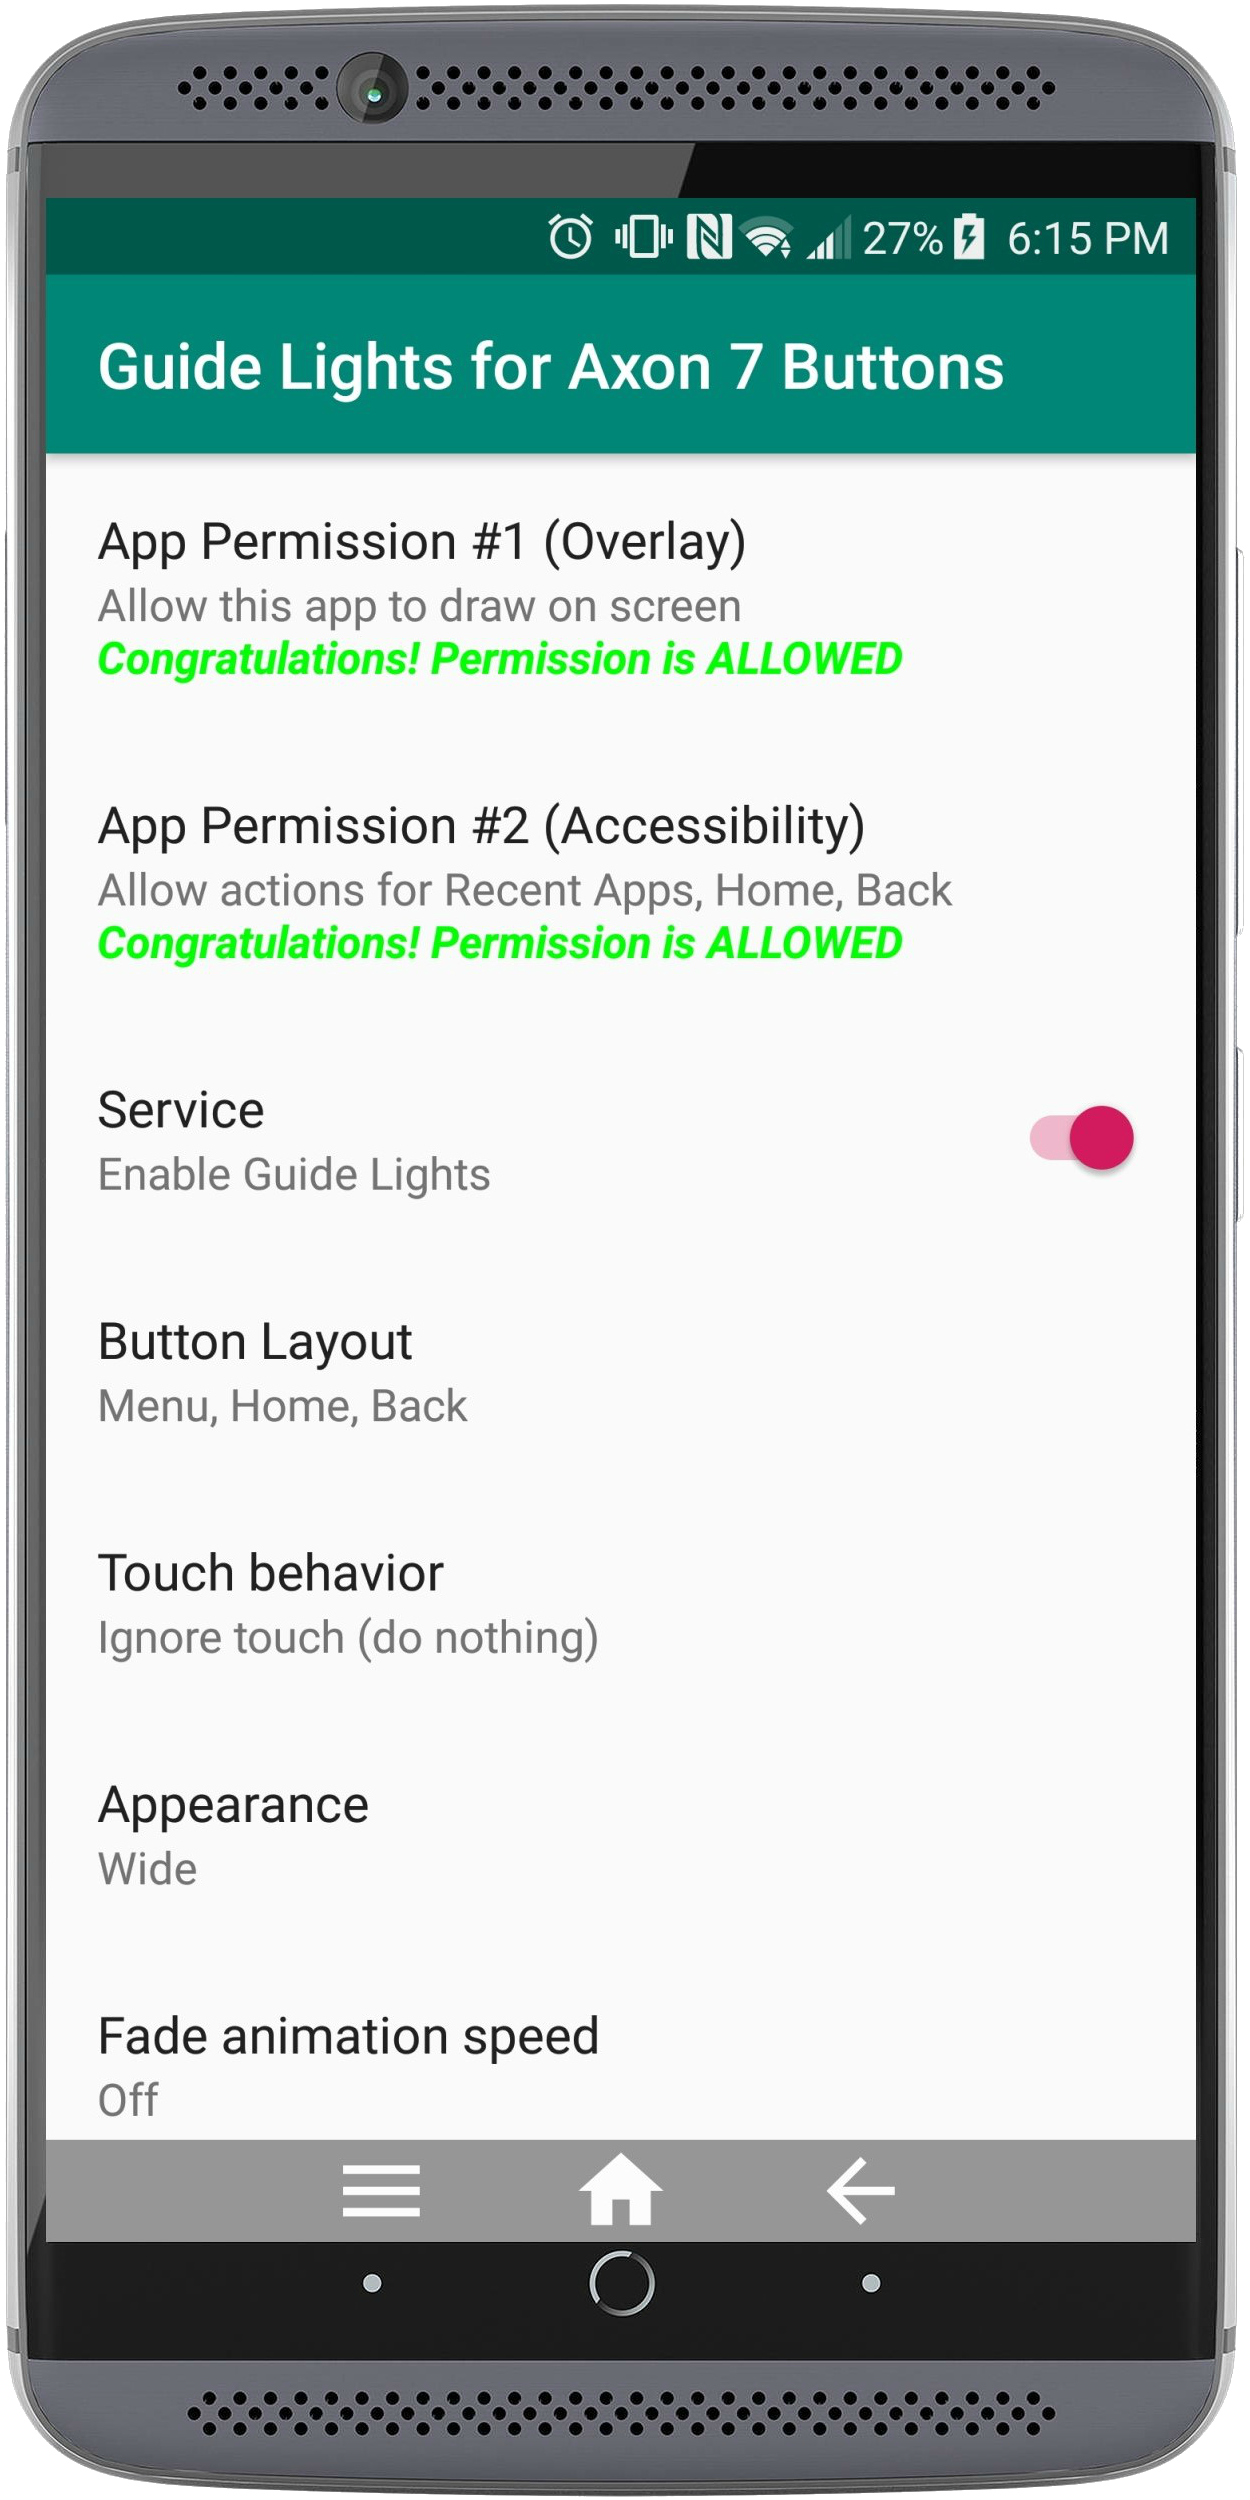 27% 6:15 PM
Guide Lights for Axon 7 Buttons
App Permission #1 (Overlay)
Allow this app to draw on screen
Congratulations! Permission is ALLOWED
App Permission #2 (Accessibility)
Allow actions for Recent Apps, Home, Back
Congratulations! Permission is ALLOWED
Service
Enable Guide Lights
Button Layout
Menu, Home, Back
Touch behavior
Ignore touch (do nothing)
Appearance
Wide
Fade animation speed
Off